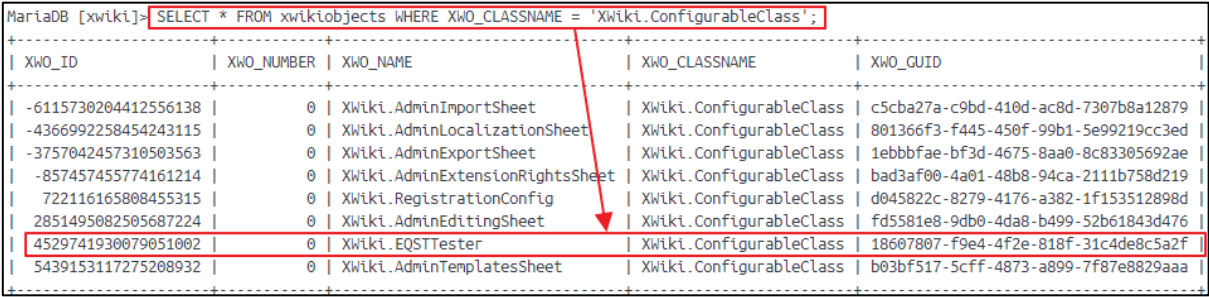 MariaDB [xwiki]> SELECT * FROM xwikiobjects WHERE XWO_CLASSNAME = 'XWiki.ConfigurableClass';
| XWO_ID | XWO_NUMBER | XWO_NAME | XWO_CLASSNAME | XWO_GUID |
| -6115730204412556138 | 0 | XWiki.AdminImportSheet | XWiki.ConfigurableClass | c5cba27a-c9bd-410d-ac8d-7307b8a12879 |
| -4366992258454243115 | 0 | XWiki.AdminLocalizationSheet | XWiki.ConfigurableClass | 801366f3-f445-450f-99b1-5e99219cc3ed |
| -3757042457310503563 | 0 | XWiki.AdminExportSheet | XWiki.ConfigurableClass | 1ebbbfae-bf3d-4675-8aa0-8c83305692ae |
| -857457455774161214 | 0 | XWiki.AdminExtensionRightsSheet | XWiki.ConfigurableClass | bad3af00-4a01-48b8-94ca-2111b758d219 |
| 722116165808455315 | 0 | XWiki.RegistrationConfig | XWiki.ConfigurableClass | d045822c-8279-4176-a382-1f153512898d |
| 2851495082505687224 | 0 | XWiki.AdminEditingSheet | XWiki.ConfigurableClass | fd5581e8-9db0-4da8-b499-52b61843d476 |
| 4529741930079051002 | 0 | XWiki.EQSTTester | XWiki.ConfigurableClass | 18607807-f9e4-4f2e-818f-31c4de8c5a2f |
| 5439153117275208932 | 0 | XWiki.AdminTemplatesSheet | XWiki.ConfigurableClass | b03bf517-5cff-4873-a899-7f87e8829aaa |